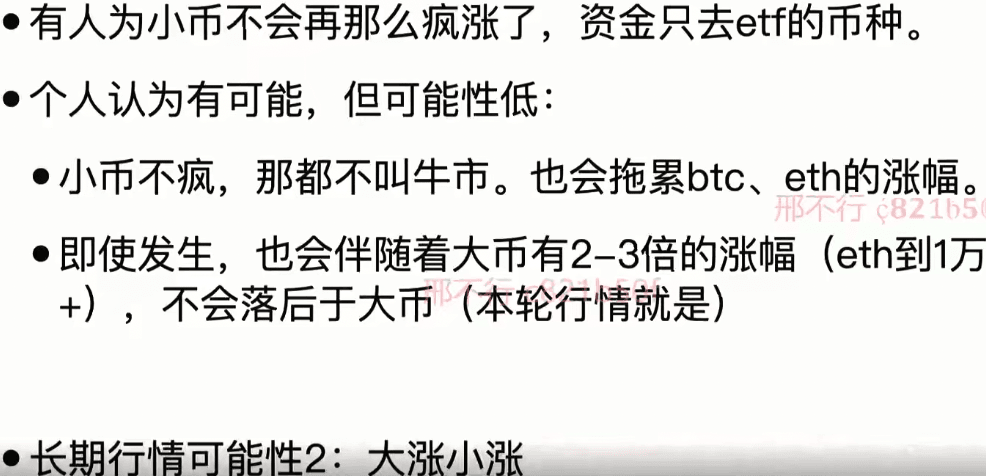 •有人为小币不会再那么疯涨了，资金只去etf的币种。
•个人认为有可能，但可能性低：
•小币不疯，那都不叫牛市。也会拖累btc、eth的涨幅。
邢不行
•即使发生，也会伴随着大币有2–3倍的涨幅（eth到1万
+），不会落后于大币（本轮行情就是）
邢不行
•长期行情可能性2：大涨小涨